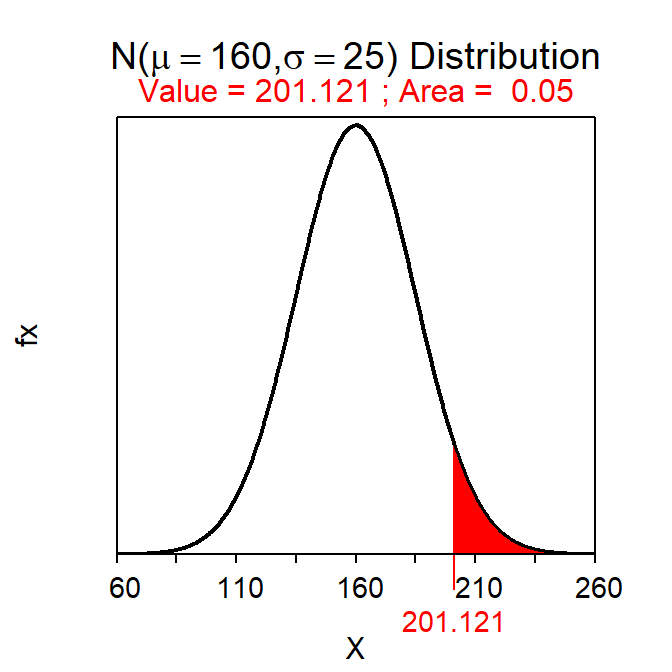 N(μ = 160,σ = 25) Distribution
Value = 201.121 ; Area =  0.05
fx
60 110 160 210 260
201.121
X